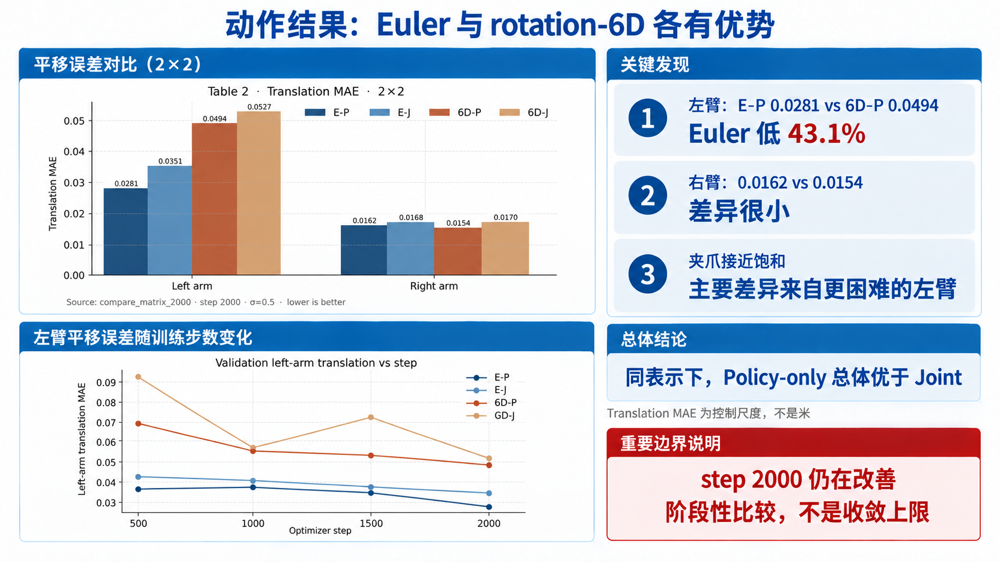 动作结果：Euler 与 rotation-6D 各有优势
平移误差对比（2×2）
Table 2 · Translation MAE · 2×2
E-P
E-J
6D-P
6D-J
Translation MAE
0.05
0.04
0.03
0.02
0.01
0.00
0.0281
0.0351
0.0494
0.0527
0.0162
0.0168
0.0154
0.0170
Left arm
Right arm
Source: compare_matrix_2000 · step 2000 · σ=0.5 · lower is better
左臂平移误差随训练步数变化
Validation left-arm translation vs step
E-P
E-J
6D-P
GD-J
Left-arm translation MAE
0.09
0.08
0.07
0.06
0.05
0.04
0.03
500
1000
1500
2000
Optimizer step
关键发现
1
左臂：E-P 0.0281 vs 6D-P 0.0494
Euler 低 43.1%
2
右臂：0.0162 vs 0.0154
差异很小
3
夹爪接近饱和
主要差异来自更困难的左臂
总体结论
同表示下，Policy-only 总体优于 Joint
Translation MAE 为控制尺度，不是米
重要边界说明
step 2000 仍在改善
阶段性比较，不是收敛上限